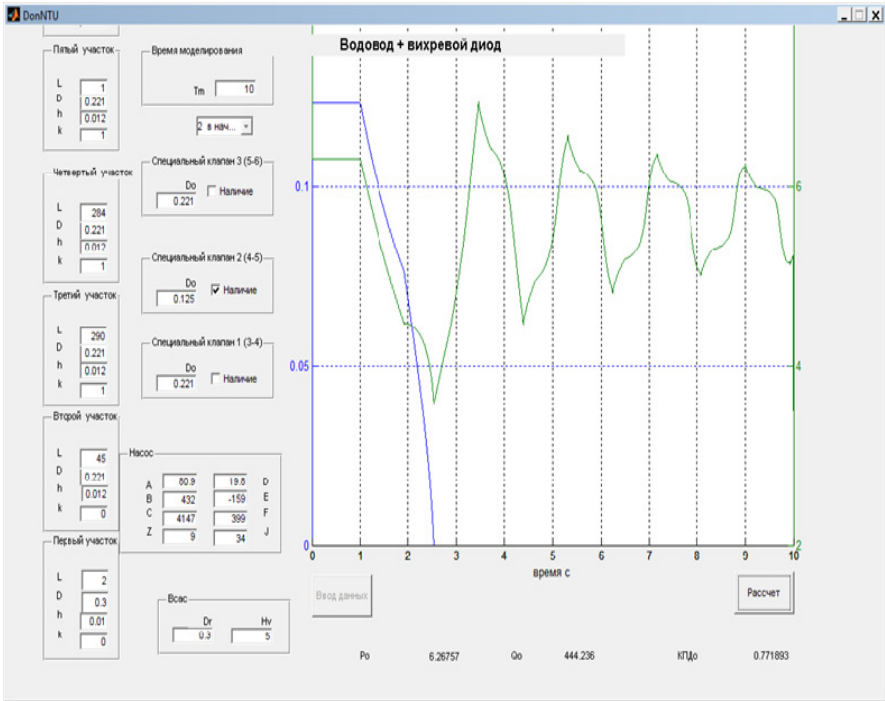 DonNTU
Водовод + вихревой диод
Пятый участок
L 1
D 0.221
h 0.012
k 1
Четвертый участок
L 284
D 0.221
h 0.012
k 1
Третий участок
L 290
D 0.221
h 0.012
k 1
Второй участок
L 45
D 0.221
h 0.012
k 0
Первый участок
L 2
D 0.3
h 0.01
k 0
Время моделирования
Tm 10
2 в нач...
Специальный клапан 3 (5-6)
Do
0.221
Наличие
Специальный клапан 2 (4-5)
Do
0.125
Наличие
Специальный клапан 1 (3-4)
Do
0.221
Наличие
Насос
A 60.9 19.6 D
B 432 -159 E
C 4147 399 F
Z 9 34 J
Всас
Dr Hv
0.3 5
0.1 6
0.05 4
0 2
0 1 2 3 4 5 6 7 8 9 10
время с
Ввод данных
Рассчет
Po 6.26757 Qo 444.236 КПДо 0.771893